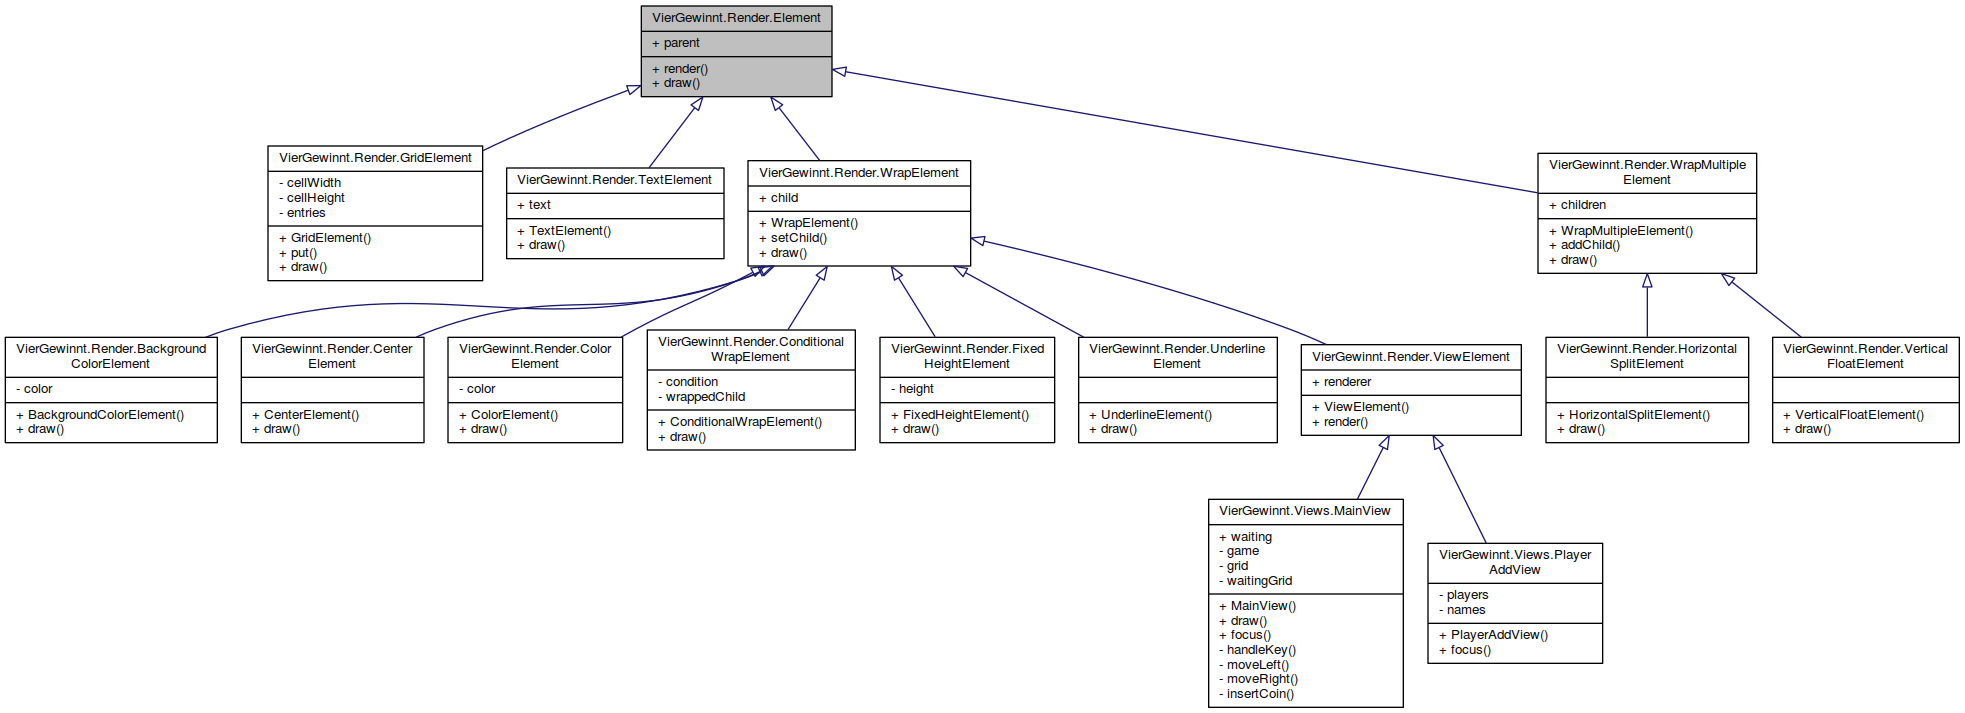 VierGewinnt.Render.Element
+ parent
+ render()
+ draw()
VierGewinnt.Render.GridElement
- cellWidth
- cellHeight
- entries
+ GridElement()
+ put()
+ draw()
VierGewinnt.Render.TextElement
+ text
+ TextElement()
+ draw()
VierGewinnt.Render.WrapElement
+ child
+ WrapElement()
+ setChild()
+ draw()
VierGewinnt.Render.WrapMultiple
Element
+ children
+ WrapMultipleElement()
+ addChild()
+ draw()
VierGewinnt.Render.Background
ColorElement
- color
+ BackgroundColorElement()
+ draw()
VierGewinnt.Render.Center
Element
+ CenterElement()
+ draw()
VierGewinnt.Render.Color
Element
- color
+ ColorElement()
+ draw()
VierGewinnt.Render.Conditional
WrapElement
- condition
- wrappedChild
+ ConditionalWrapElement()
+ draw()
VierGewinnt.Render.Fixed
HeightElement
- height
+ FixedHeightElement()
+ draw()
VierGewinnt.Render.Underline
Element
+ UnderlineElement()
+ draw()
VierGewinnt.Render.ViewElement
+ renderer
+ ViewElement()
+ render()
VierGewinnt.Render.Horizontal
SplitElement
+ HorizontalSplitElement()
+ draw()
VierGewinnt.Render.Vertical
FloatElement
+ VerticalFloatElement()
+ draw()
VierGewinnt.Views.MainView
+ waiting
- game
- grid
- waitingGrid
+ MainView()
+ draw()
+ focus()
- handleKey()
- moveLeft()
- moveRight()
- insertCoin()
VierGewinnt.Views.Player
AddView
- players
- names
+ PlayerAddView()
+ focus()